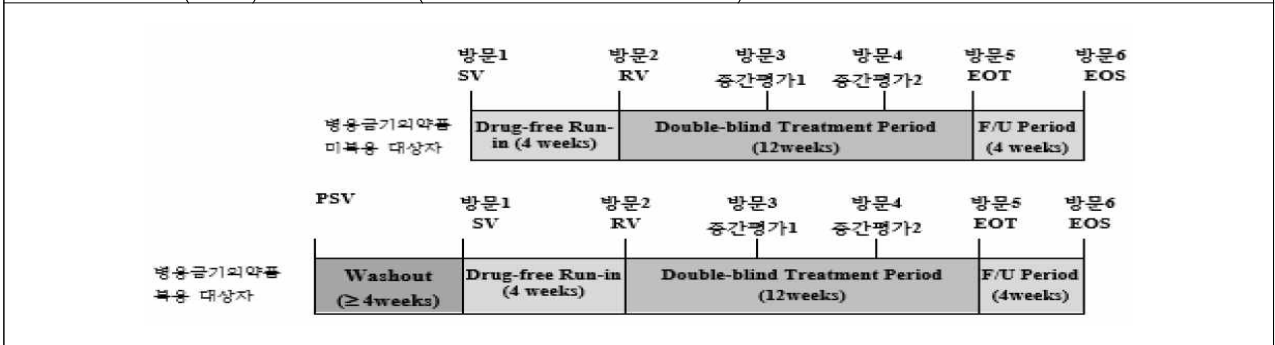 방문1 방문2 방문3 방문4 방문5 방문6
SV RV 중간평가1 중간평가2 EOT EOS
병용금기의약품
미복용 대상자
Drug-free Run-
in (4 weeks)
Double-blind Treatment Period
(12weeks)
F/U Period
(4 weeks)
PSV 방문1 방문2 방문3 방문4 방문5 방문6
SV RV 중간평가1 중간평가2 EOT EOS
병용금기의약품
복용 대상자
Washout
(≥4weeks)
Drug-free Run-in
(4 weeks)
Double-blind Treatment Period
(12weeks)
F/U Period
(4weeks)